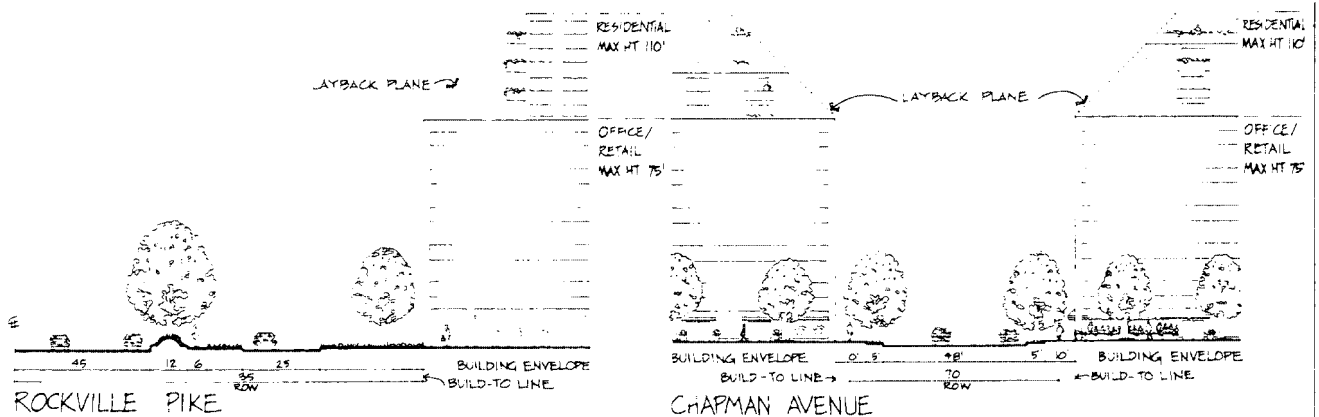 RESIDENTIAL
MAX HT 110'
LAYBACK PLANE
OFFICE/
RETAIL
MAX HT 75'
45 12 6 25
BUILDING ENVELOPE
ROW
BUILD-TO LINE
ROCKVILLE PIKE
RESIDENTIAL
MAX HT 110'
LAYBACK PLANE
OFFICE/
RETAIL
MAX HT 75'
BUILDING ENVELOPE
48'
5'
10'
BUILDING ENVELOPE
BUILD-TO LINE
70
ROW
BUILD-TO LINE
CHAPMAN AVENUE